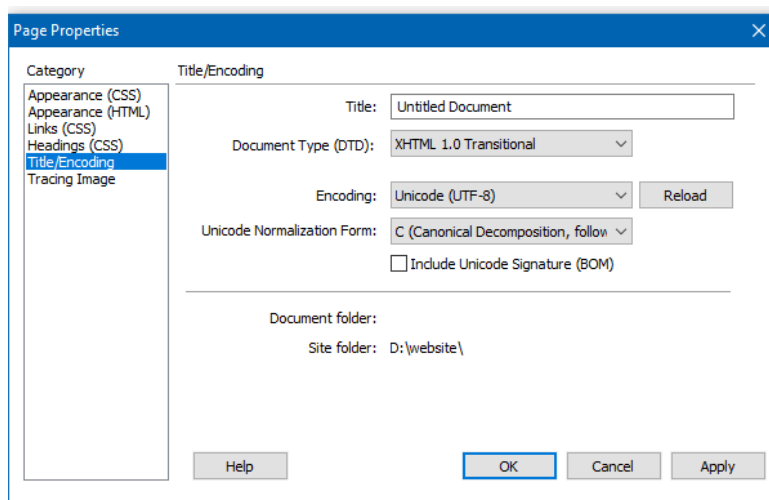 Page Properties
Category
Appearance (CSS)
Appearance (HTML)
Links (CSS)
Headings (CSS)
Title/Encoding
Tracing Image
Title/Encoding
Title: Untitled Document
Document Type (DTD): XHTML 1.0 Transitional
Encoding: Unicode (UTF-8) Reload
Unicode Normalization Form: C (Canonical Decomposition, follow
Include Unicode Signature (BOM)
Document folder:
Site folder: D:\website\
Help OK Cancel Apply